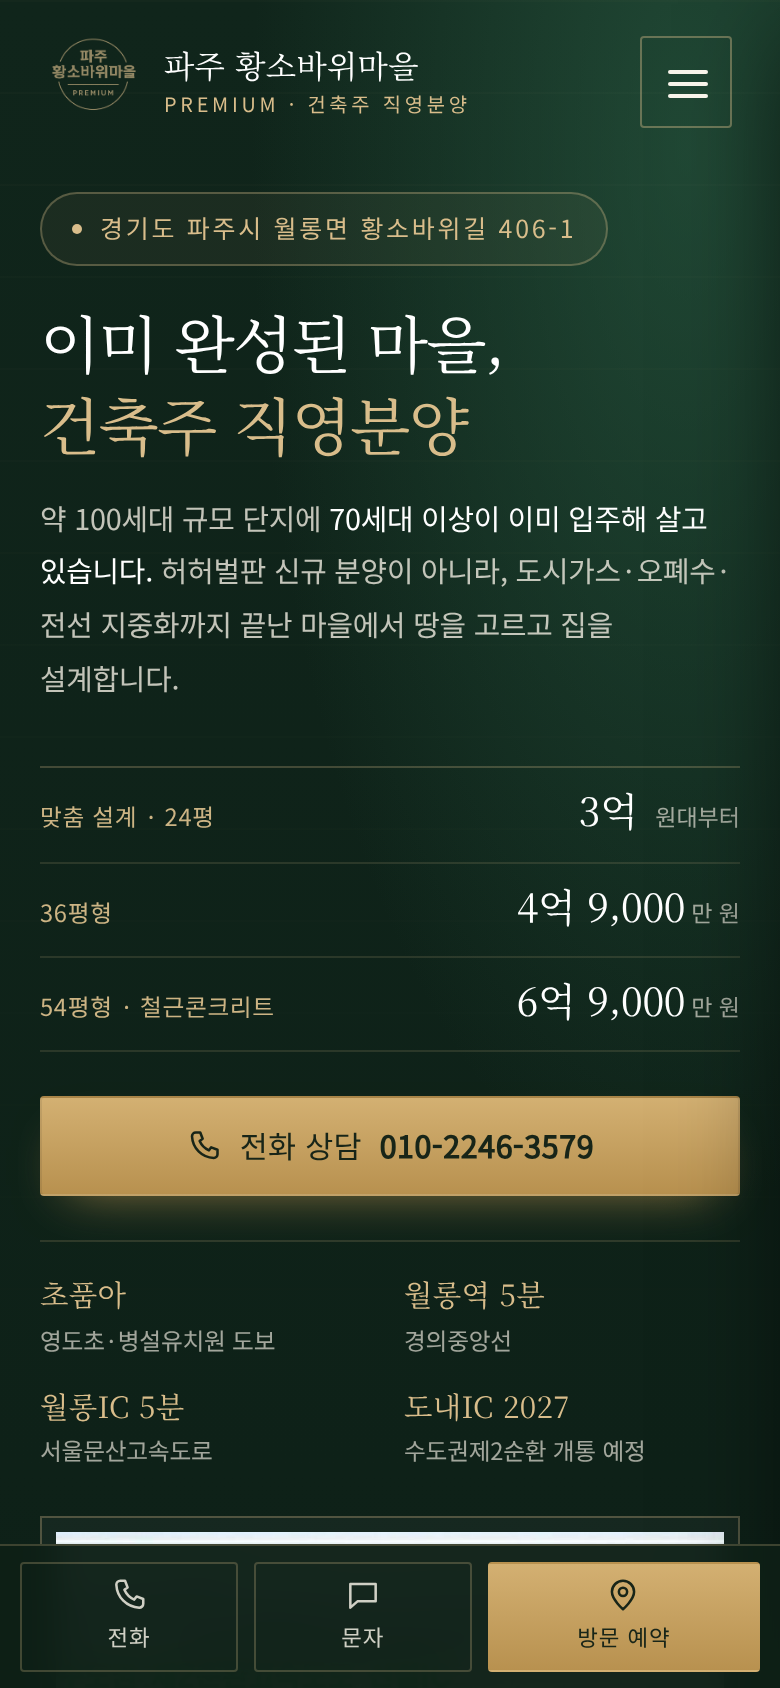 파주
황소바위마을
PREMIUM
파주 황소바위마을
PREMIUM · 건축주 직영분양
경기도 파주시 월롱면 황소바위길 406-1
이미 완성된 마을,
건축주 직영분양
약 100세대 규모 단지에 70세대 이상이 이미 입주해 살고
있습니다. 허허벌판 신규 분양이 아니라, 도시가스·오폐수·
전선 지중화까지 끝난 마을에서 땅을 고르고 집을
설계합니다.
맞춤 설계 · 24평 3억 원대부터
36평형 4억 9,000만 원
54평형 · 철근콘크리트 6억 9,000만 원
전화 상담 010-2246-3579
초품아 월롱역 5분
영도초·병설유치원 도보 경의중앙선
월롱IC 5분 도내IC 2027
서울문산고속도로 수도권제2순환 개통 예정
전화 문자 방문 예약